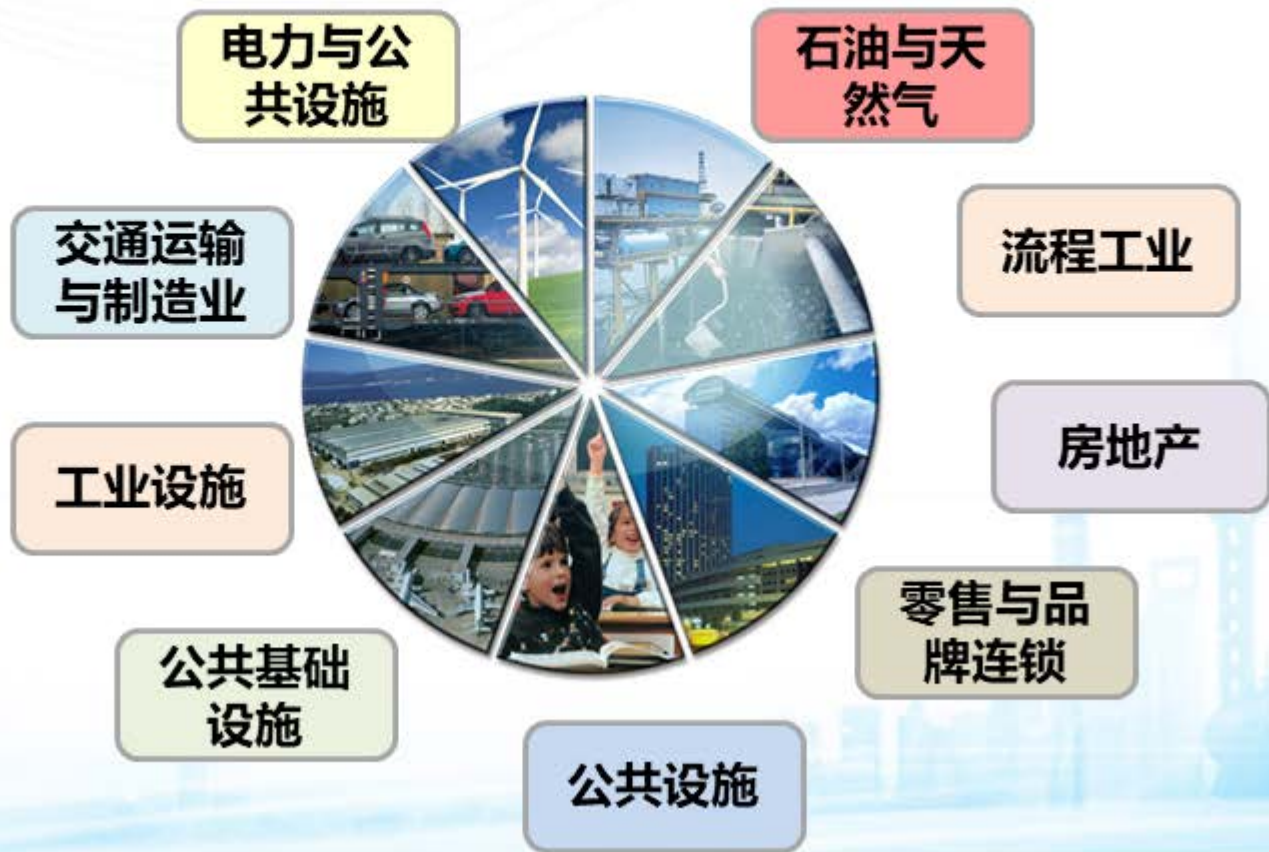 电力与公
共设施
石油与天
然气
交通运输
与制造业
流程工业
工业设施
房地产
公共基础
设施
零售与品
牌连锁
公共设施